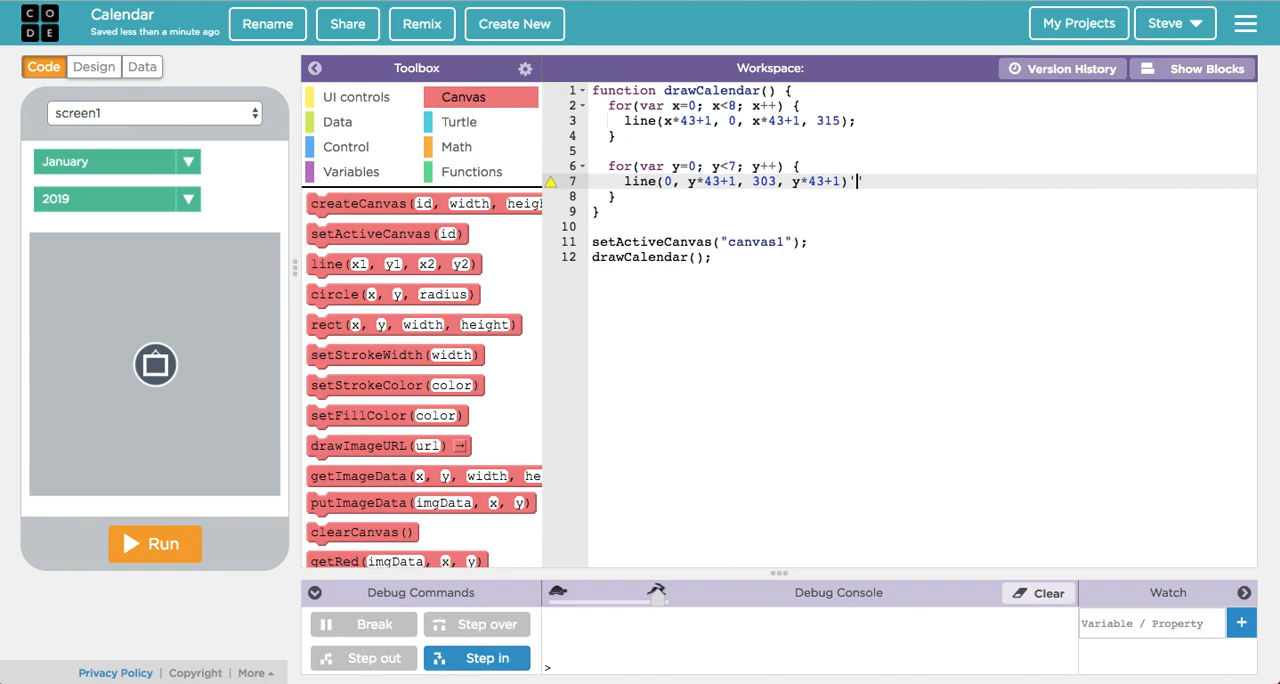 CODE
Calendar
Saved less than a minute ago
Rename
Share
Remix
Create New
My Projects
Steve
Code
Design
Data
Toolbox
Workspace:
Version History
Show Blocks
screen1
January
2019
Run
UI controls
Canvas
Data
Turtle
Control
Math
Variables
Functions
createCanvas(id, width, heigh
setActiveCanvas(id)
line(x1, y1, x2, y2)
circle(x, y, radius)
rect(x, y, width, height)
setStrokeWidth(width)
setStrokeColor(color)
setFillColor(color)
drawImageURL(url)
getImageData(x, y, width, he
putImageData(imgData, x, y)
clearCanvas()
getRed(imgData, x, y)
1 function drawCalendar() {
2 for(var x=0; x<8; x++) {
3 line(x*43+1, 0, x*43+1, 315);
4 }
5
6 for(var y=0; y<7; y++) {
7 line(0, y*43+1, 303, y*43+1)''
8 }
9 }
10
11 setActiveCanvas("canvas1");
12 drawCalendar();
Debug Commands
Debug Console
Clear
Watch
Break
Step over
Step out
Step in
Variable / Property
+
>
Privacy Policy | Copyright | More